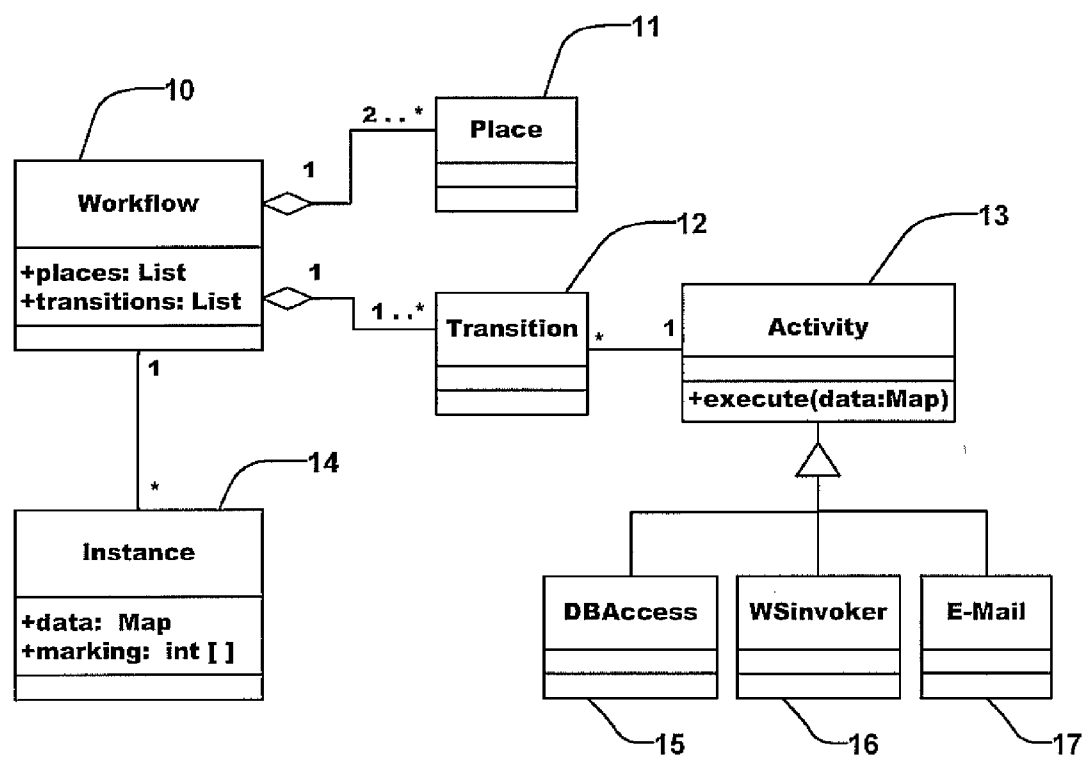 11
10
2..*
Place
1
Workflow
12
13
+places: List
+transitions: List
1
1..*
Transition
*
1
Activity
+execute(data:Map)
1
*
14
Instance
+data: Map
+marking: int [ ]
DBAccess
WSinvoker
E-Mail
15
16
17